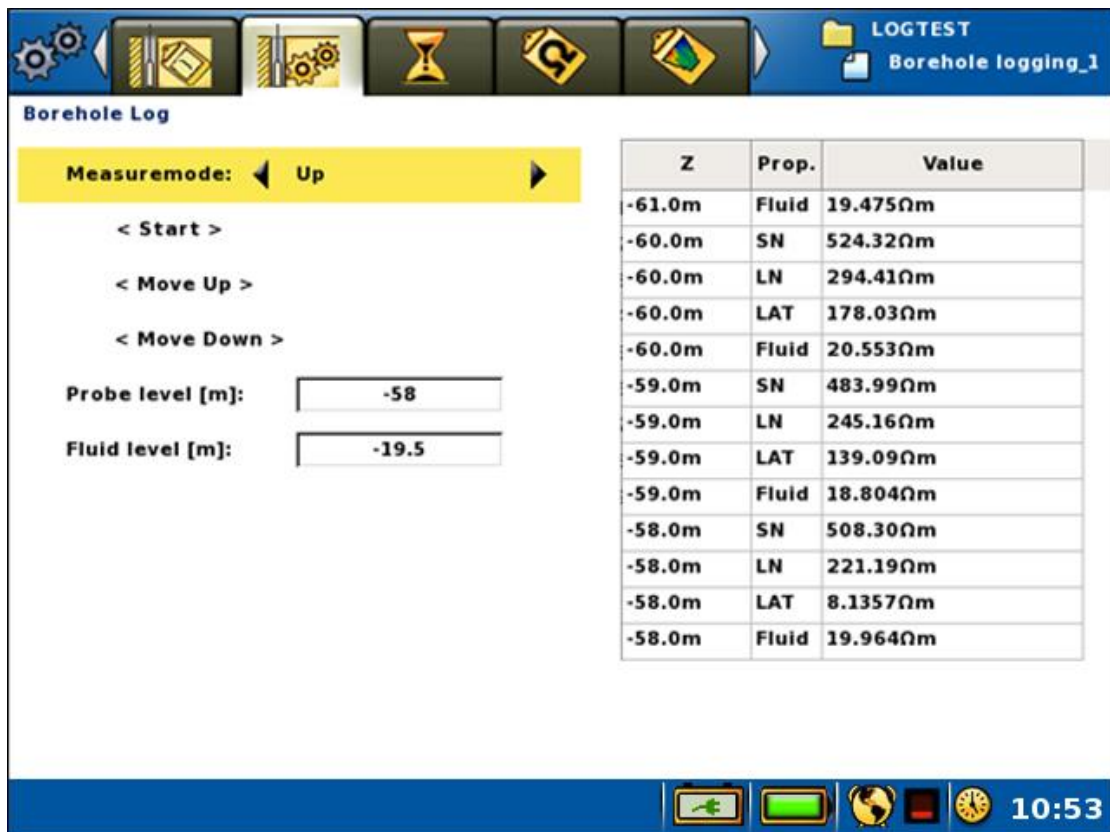 LOGTEST
Borehole logging_1
Borehole Log
Measuremode: Up
< Start >
< Move Up >
< Move Down >
Probe level [m]: -58
Fluid level [m]: -19.5
Z Prop. Value
-61.0m Fluid 19.475Ωm
-60.0m SN 524.32Ωm
-60.0m LN 294.41Ωm
-60.0m LAT 178.03Ωm
-60.0m Fluid 20.553Ωm
-59.0m SN 483.99Ωm
-59.0m LN 245.16Ωm
-59.0m LAT 139.09Ωm
-59.0m Fluid 18.804Ωm
-58.0m SN 508.30Ωm
-58.0m LN 221.19Ωm
-58.0m LAT 8.1357Ωm
-58.0m Fluid 19.964Ωm
10:53